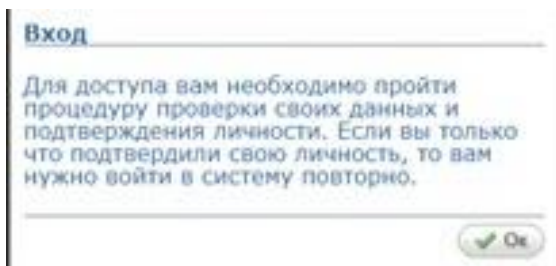 Вход
Для доступа вам необходимо пройти
процедуру проверки своих данных и
подтверждения личности. Если вы только
что подтвердили свою личность, то вам
нужно войти в систему повторно.
Ок